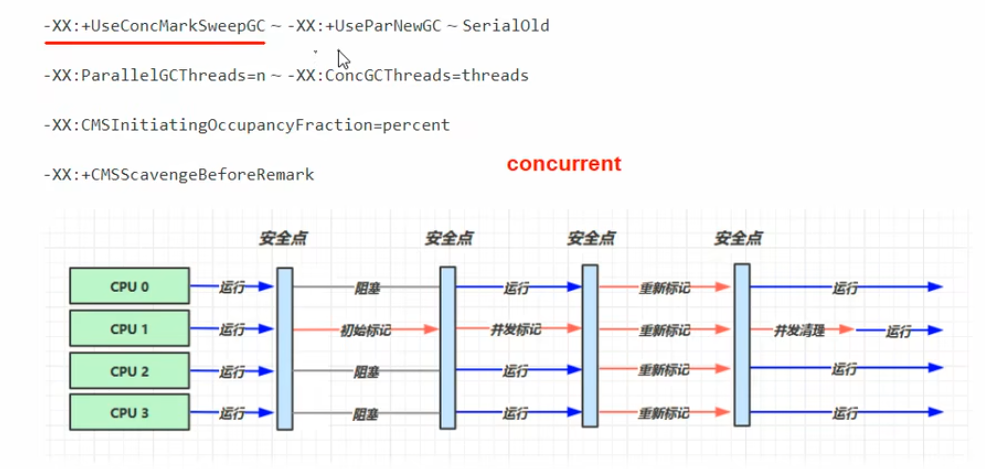 -XX:+UseConcMarkSweepGC ~ -XX:+UseParNewGC ~ SerialOld
-XX:ParallelGCThreads=n ~ -XX:ConcGCThreads=threads
-XX:CMSInitiatingOccupancyFraction=percent
-XX:+CMSScavengeBeforeRemark
concurrent
安全点 安全点 安全点 安全点
CPU 0 运行 阻塞 运行 重新标记 运行
CPU 1 运行 初始标记 并发标记 重新标记 并发清理 运行
CPU 2 运行 阻塞 运行 重新标记 运行
CPU 3 运行 阻塞 运行 重新标记 运行